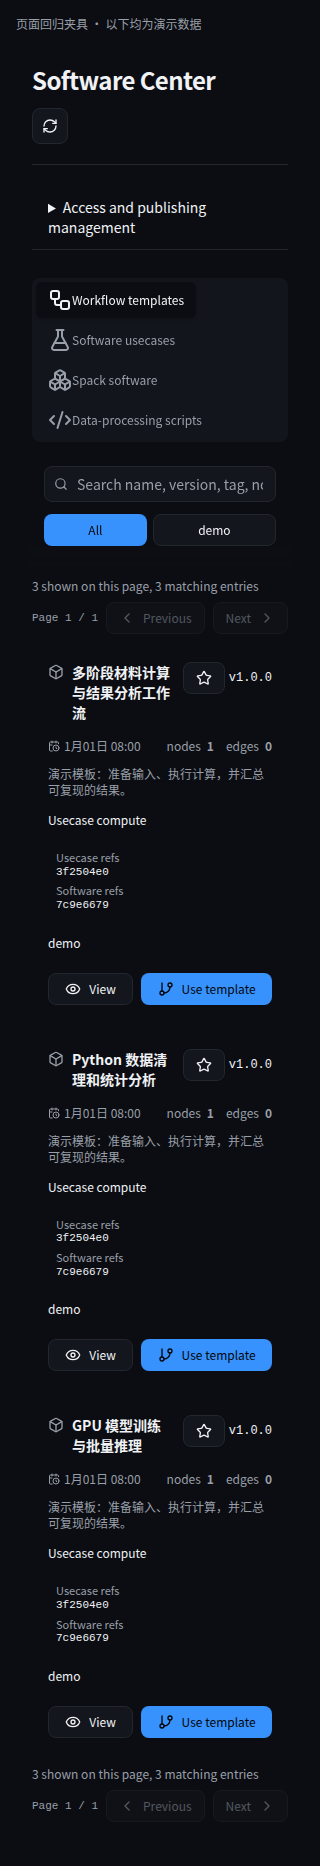 页面回归夹具 · 以下均为演示数据
Software Center
Access and publishing
management
Workflow templates
Software usecases
Spack software
Data-processing scripts
Search name, version, tag, no
All
demo
3 shown on this page, 3 matching entries
Page 1 / 1
Previous
Next
多阶段材料计算
与结果分析工作
流
v1.0.0
1月01日 08:00
nodes 1 edges 0
演示模板：准备输入、执行计算，并汇总
可复现的结果。
Usecase compute
Usecase refs
3f2504e0
Software refs
7c9e6679
demo
View
Use template
Python 数据清
理和统计分析
v1.0.0
1月01日 08:00
nodes 1 edges 0
演示模板：准备输入、执行计算，并汇总
可复现的结果。
Usecase compute
Usecase refs
3f2504e0
Software refs
7c9e6679
demo
View
Use template
GPU 模型训练
与批量推理
v1.0.0
1月01日 08:00
nodes 1 edges 0
演示模板：准备输入、执行计算，并汇总
可复现的结果。
Usecase compute
Usecase refs
3f2504e0
Software refs
7c9e6679
demo
View
Use template
3 shown on this page, 3 matching entries
Page 1 / 1
Previous
Next